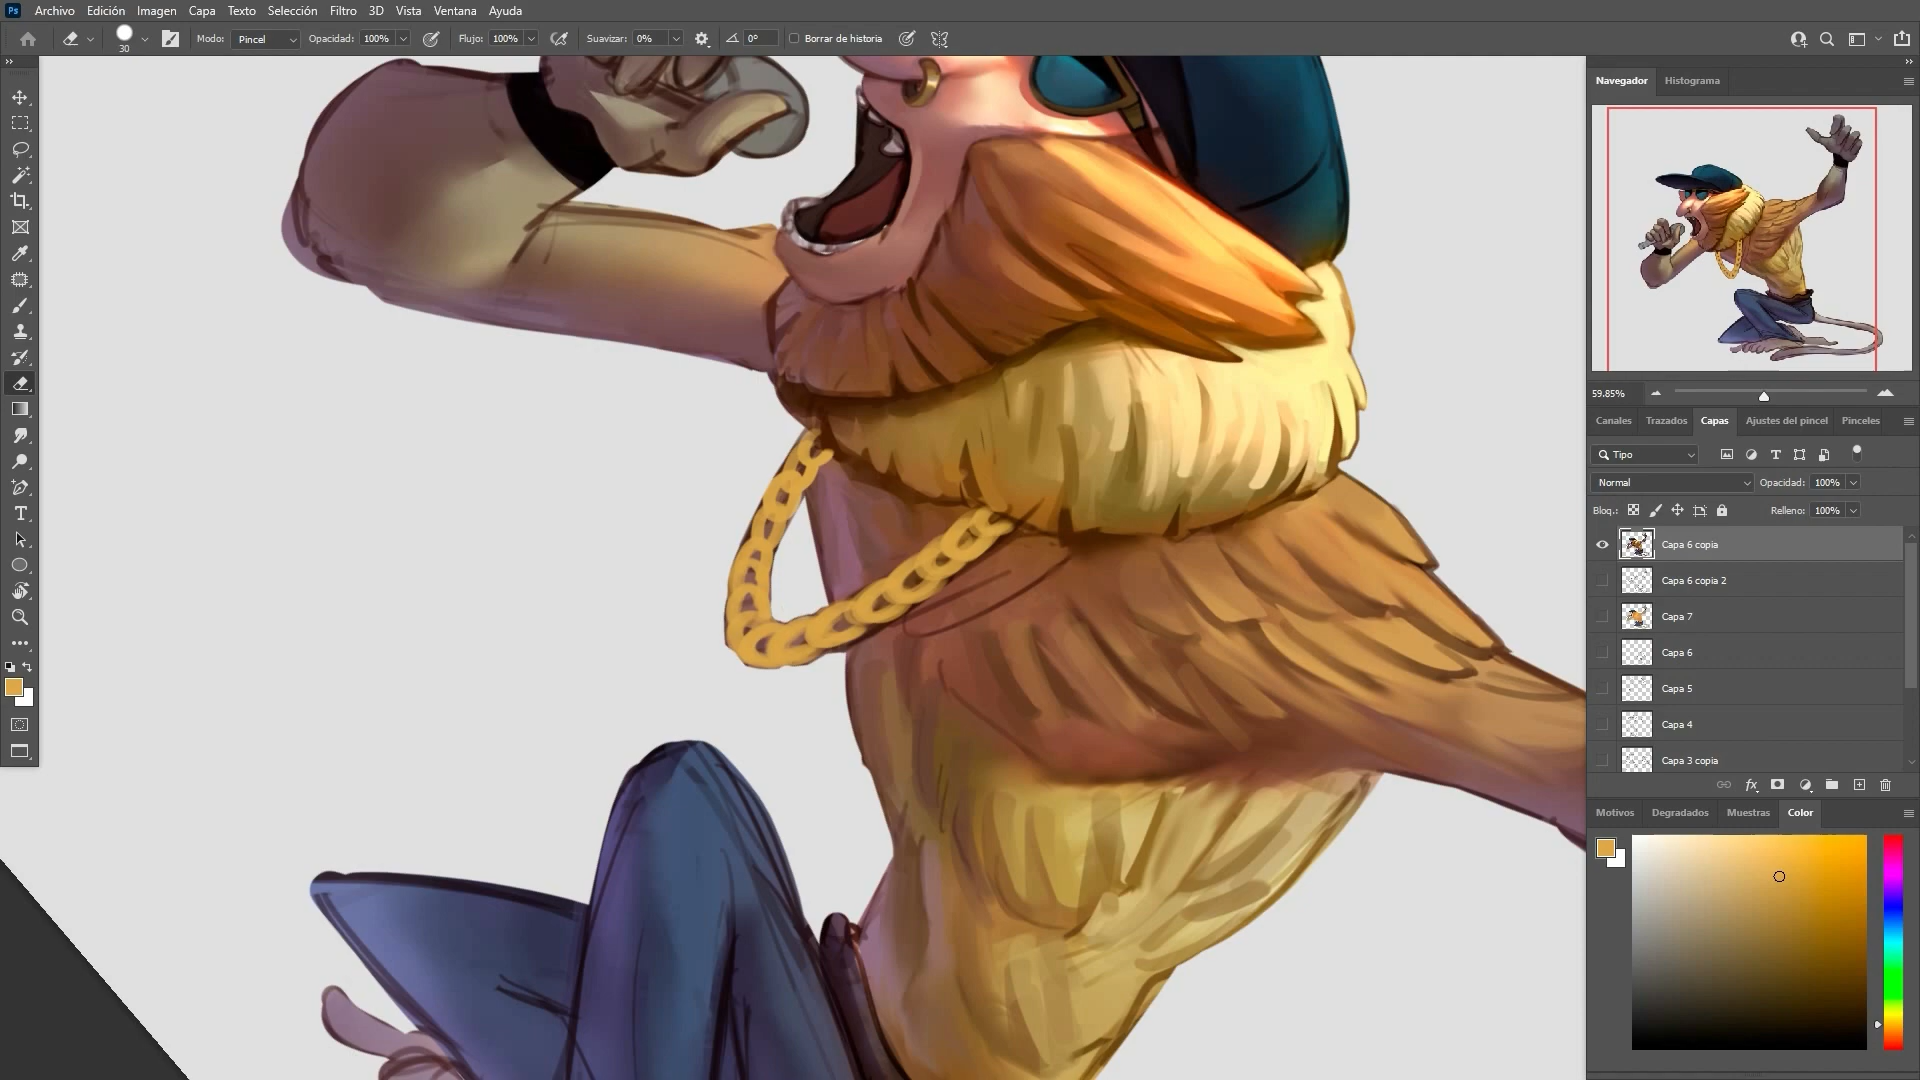 Ps Archivo Edición Imagen Capa Texto Selección Filtro 3D Vista Ventana Ayuda
30 Modo: Pincel Opacidad: 100% Flujo: 100% Suavizar: 0% 0° Borrar de historia
Navegador Histograma
59.85%
Canales Trazados Capas Ajustes del pincel Pinceles
Tipo
Normal Opacidad: 100%
Bloq.: Relleno: 100%
Capa 6 copia
Capa 6 copia 2
Capa 7
Capa 6
Capa 5
Capa 4
Capa 3 copia
fx
Motivos Degradados Muestras Color